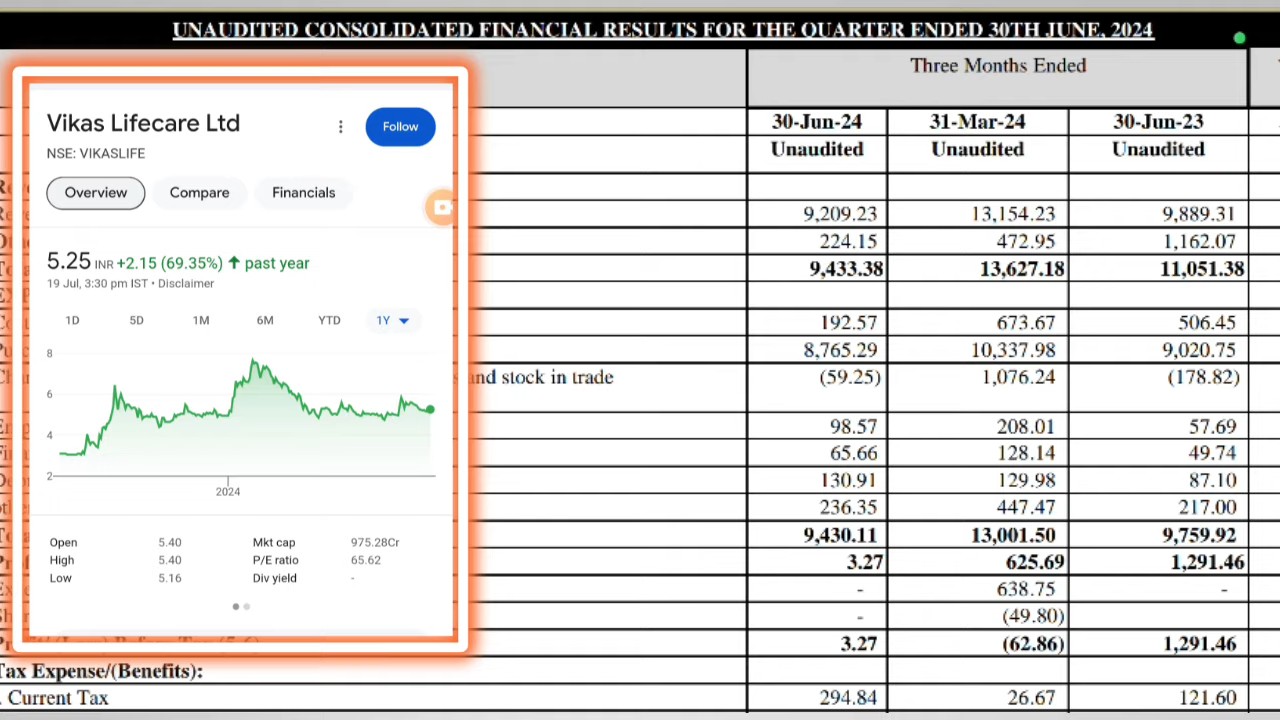 UNAUDITED CONSOLIDATED FINANCIAL RESULTS FOR THE QUARTER ENDED 30TH JUNE, 2024
Three Months Ended
30-Jun-24 31-Mar-24 30-Jun-23
Unaudited Unaudited Unaudited
9,209.23 13,154.23 9,889.31
224.15 472.95 1,162.07
9,433.38 13,627.18 11,051.38
192.57 673.67 506.45
8,765.29 10,337.98 9,020.75
and stock in trade (59.25) 1,076.24 (178.82)
98.57 208.01 57.69
65.66 128.14 49.74
130.91 129.98 87.10
236.35 447.47 217.00
9,430.11 13,001.50 9,759.92
3.27 625.69 1,291.46
- 638.75 -
- (49.80)
3.27 (62.86) 1,291.46
Tax Expense/(Benefits):
Current Tax 294.84 26.67 121.60
Vikas Lifecare Ltd
Follow
NSE: VIKASLIFE
Overview Compare Financials
5.25 INR +2.15 (69.35%) ↑ past year
19 Jul, 3:30 pm IST • Disclaimer
1D 5D 1M 6M YTD 1Y
8
6
4
2
2024
Open 5.40 Mkt cap 975.28Cr
High 5.40 P/E ratio 65.62
Low 5.16 Div yield -